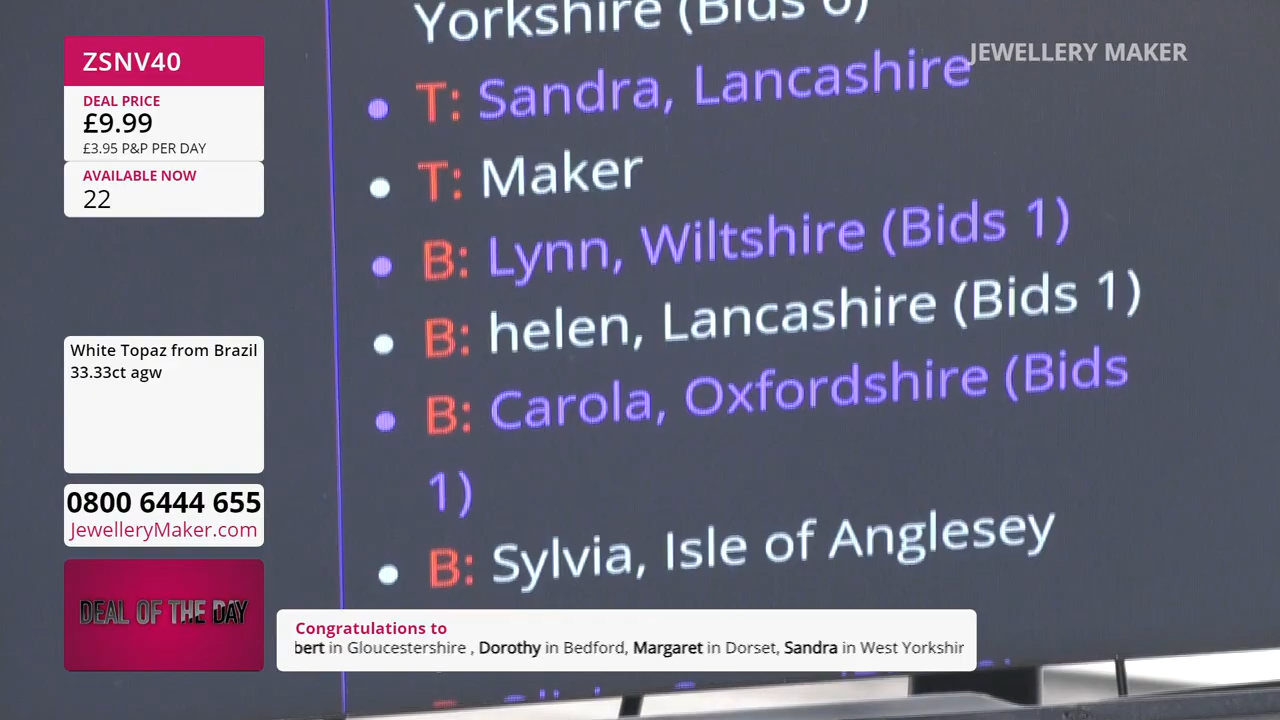 ZSNV40
DEAL PRICE
£9.99
£3.95 P&P PER DAY
AVAILABLE NOW
22
White Topaz from Brazil
33.33ct agw
0800 6444 655
JewelleryMaker.com
DEAL OF THE DAY
JEWELLERY MAKER
Yorkshire (Bids 6)
• T: Sandra, Lancashire
• T: Maker
• B: Lynn, Wiltshire (Bids 1)
• B: helen, Lancashire (Bids 1)
• B: Carola, Oxfordshire (Bids
1)
• B: Sylvia, Isle of Anglesey
Congratulations to
bert in Gloucestershire , Dorothy in Bedford, Margaret in Dorset, Sandra in West Yorkshir